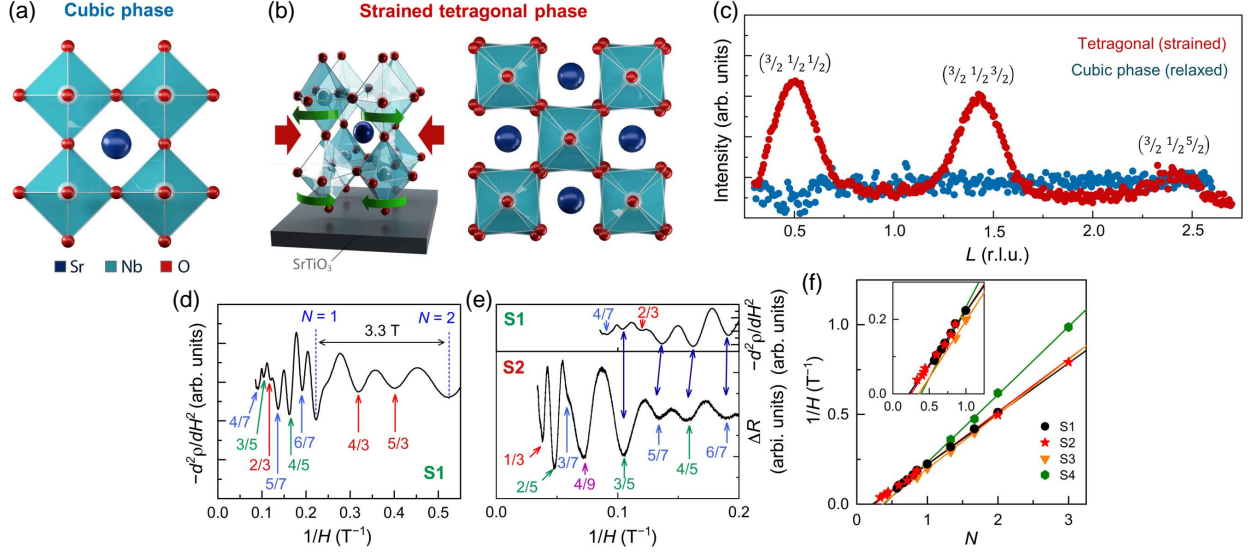 (a)
Cubic phase
Sr
Nb
O
(b)
Strained tetragonal phase
SrTiO₃
(c)
Intensity (arb. units)
Tetragonal (strained)
Cubic phase (relaxed)
(3/2 1/2 1/2)
(3/2 1/2 3/2)
(3/2 1/2 5/2)
0.5
1.0
1.5
2.0
2.5
L (r.l.u.)
(d)
−d²ρ/dH² (arb. units)
N = 1
N = 2
3.3 T
4/7
3/5
2/3
5/7
4/5
6/7
4/3
5/3
S1
0.0 0.1 0.2 0.3 0.4 0.5
1/H (T⁻¹)
(e)
S1
4/7
2/3
−d²ρ/dH²
(arb. units)
S2
1/3
2/5
3/7
4/9
3/5
5/7
4/5
6/7
ΔR
(arbi. units)
0.1
0.2
1/H (T⁻¹)
(f)
1/H (T⁻¹)
1.0
0.5
0.0
0 1 2 3
N
0.2
0.0
0.0 0.5 1.0
S1
S2
S3
S4